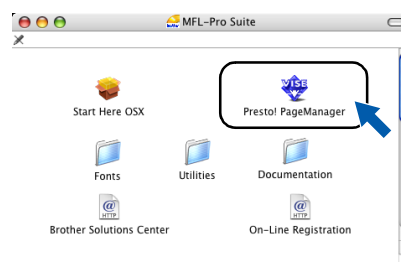 MFL-Pro Suite
VISE
Start Here OSX
Presto! PageManager
Fonts
Utilities
Documentation
@
HTTP
@
HTTP
Brother Solutions Center
On-Line Registration